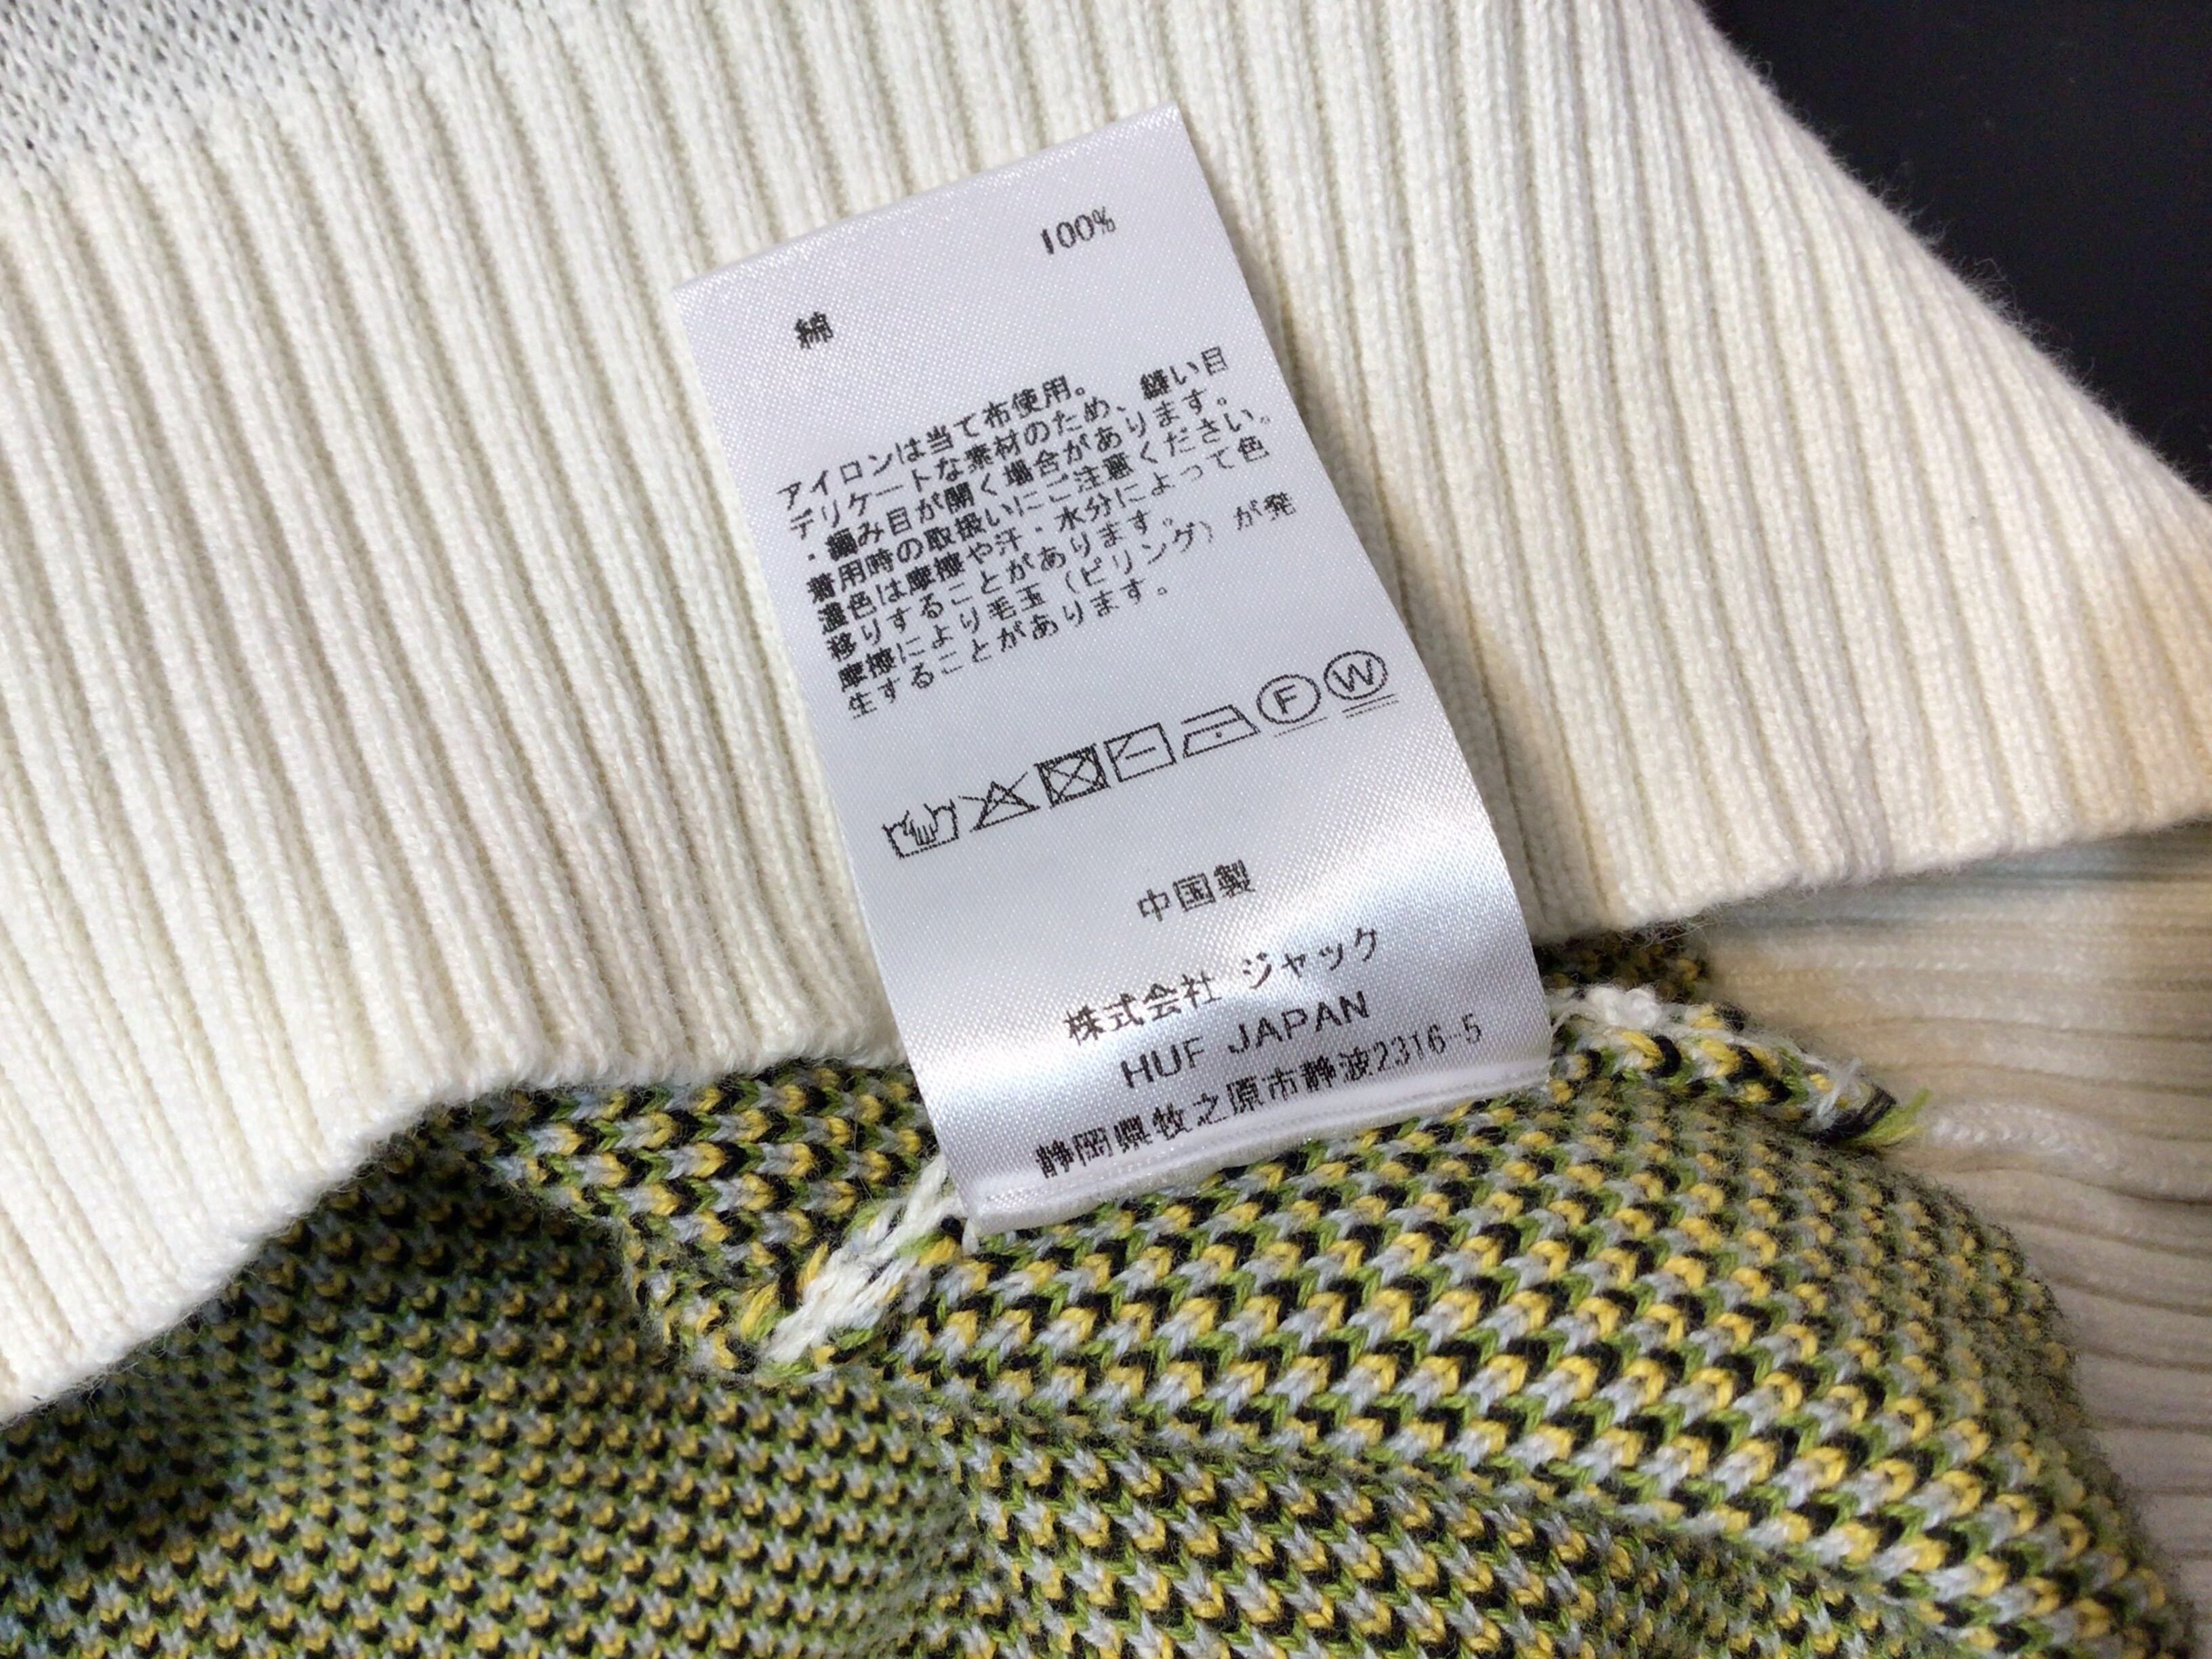 綿 100%
アイロンは当て布使用。
デリケートな素材のため、縫い目
・編み目が開く場合があります。
着用時の取扱いにご注意ください。
濃色は摩擦や汗・水分によって色
移りすることがあります。
摩擦により毛玉（ピリング）が発
生することがあります。
F W
中国製
株式会社 ジャック
HUF JAPAN
静岡県牧之原市静波2316-5